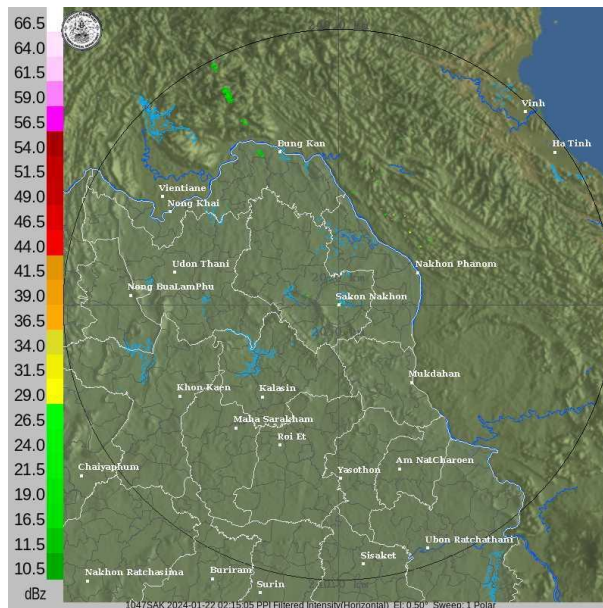 66.5
64.0
61.5
59.0
56.5
54.0
51.5
49.0
46.5
44.0
41.5
39.0
36.5
34.0
31.5
29.0
26.5
24.0
21.5
19.0
16.5
11.5
10.5
dBz
Vinh
Ha Tinh
Bung Kan
Vientiane
Nong Khai
Udon Thani
Nakhon Phanom
Nong BuaLamPhu
Sakon Nakhon
Mukdahan
Khon Kaen
Kalasin
Maha Sarakham
Roi Et
Chaiyaphum
Am NatCharoen
Yasothon
Ubon Ratchathani
Sisaket
Nakhon Ratchasima
Buriram
Surin
1047SAK 2024-01-22 02:15:05 PPI Filtered Intensity(Horizontal) El: 0.50° Sweep: 1 Polar